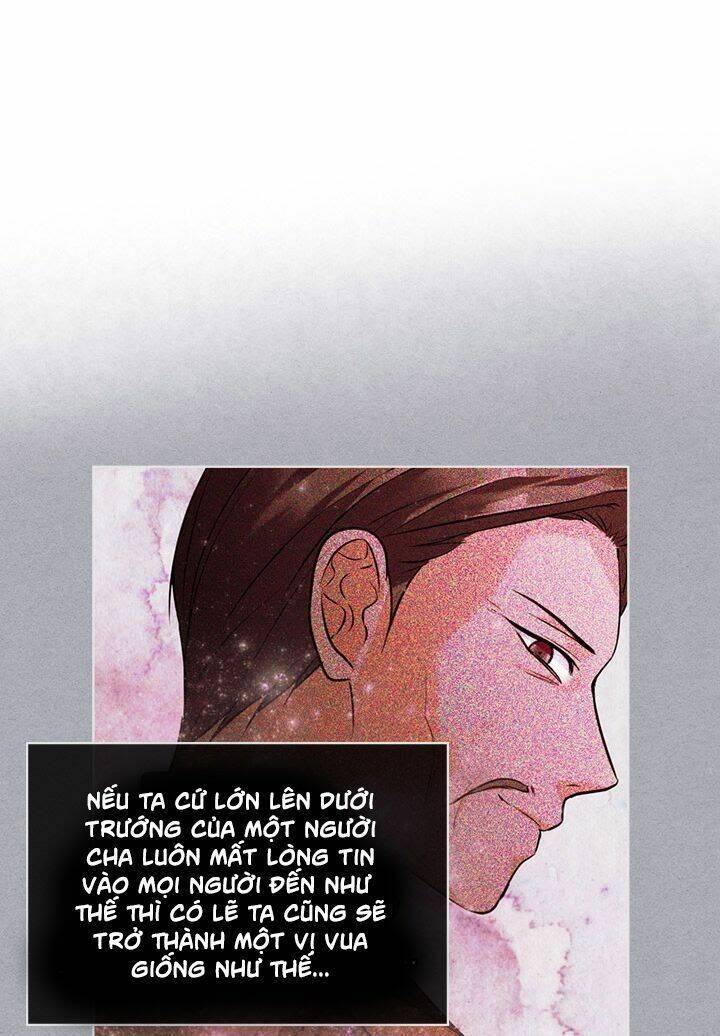 NẾU TA CỨ LỚN LÊN DƯỚI
TRƯỚNG CỦA MỘT NGƯỜI
CHA LUÔN MẤT LÒNG TIN
VÀO MỌI NGƯỜI ĐẾN NHƯ
THẾ THÌ CÓ LẼ TA CŨNG SẼ
TRỞ THÀNH MỘT VỊ VUA
GIỐNG NHƯ THẾ...